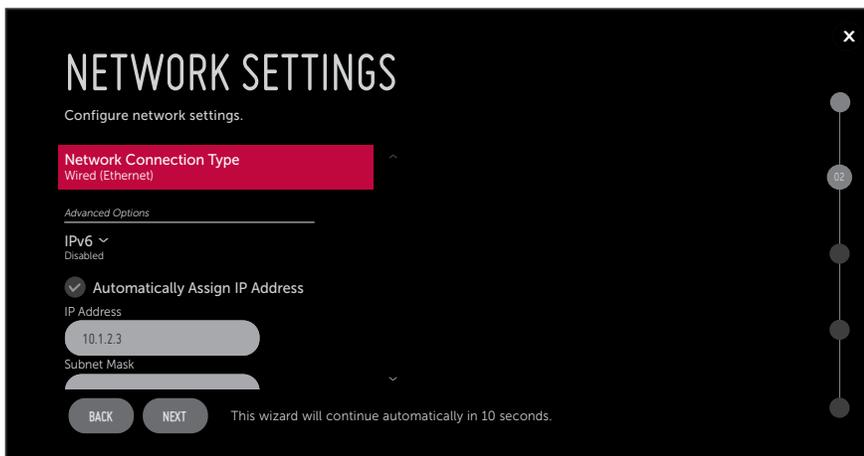 X
NETWORK SETTINGS
Configure network settings.
Network Connection Type
Wired (Ethernet)
02
Advanced Options
IPv6
Disabled
Automatically Assign IP Address
IP Address
10.1.2.3
Subnet Mask
BACK NEXT This wizard will continue automatically in 10 seconds.